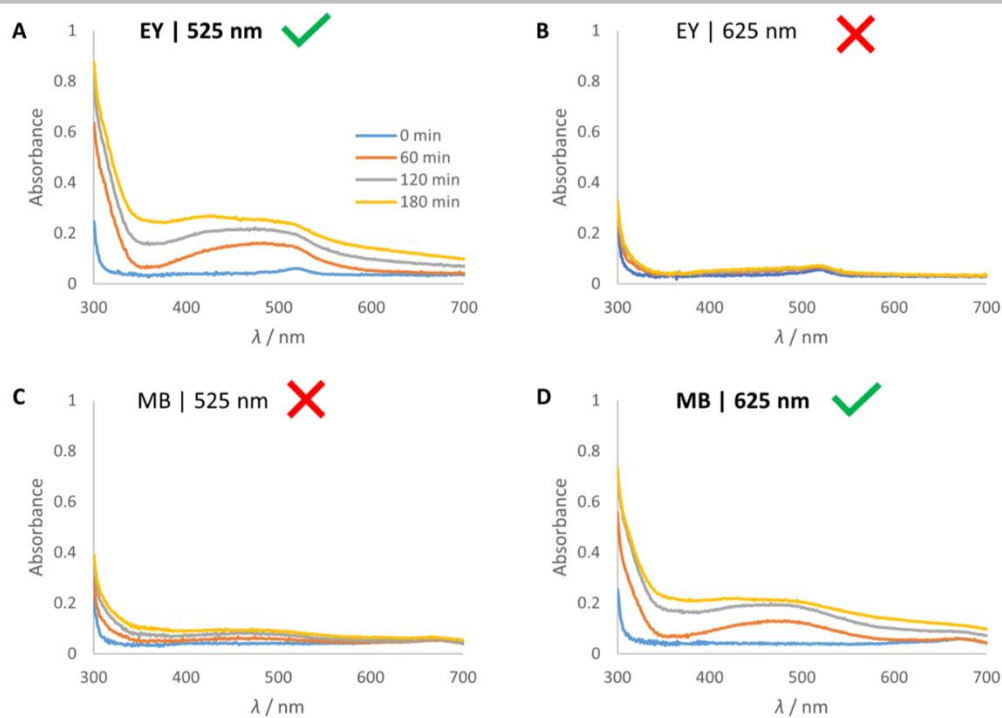 A
EY | 525 nm
1
0.8
0.6
0.4
0.2
0
Absorbance
0 min
60 min
120 min
180 min
300 400 500 600 700
λ / nm
B
EY | 625 nm
1
0.8
0.6
0.4
0.2
0
Absorbance
300 400 500 600 700
λ / nm
C
MB | 525 nm
1
0.8
0.6
0.4
0.2
0
Absorbance
300 400 500 600 700
λ / nm
D
MB | 625 nm
1
0.8
0.6
0.4
0.2
0
Absorbance
300 400 500 600 700
λ / nm